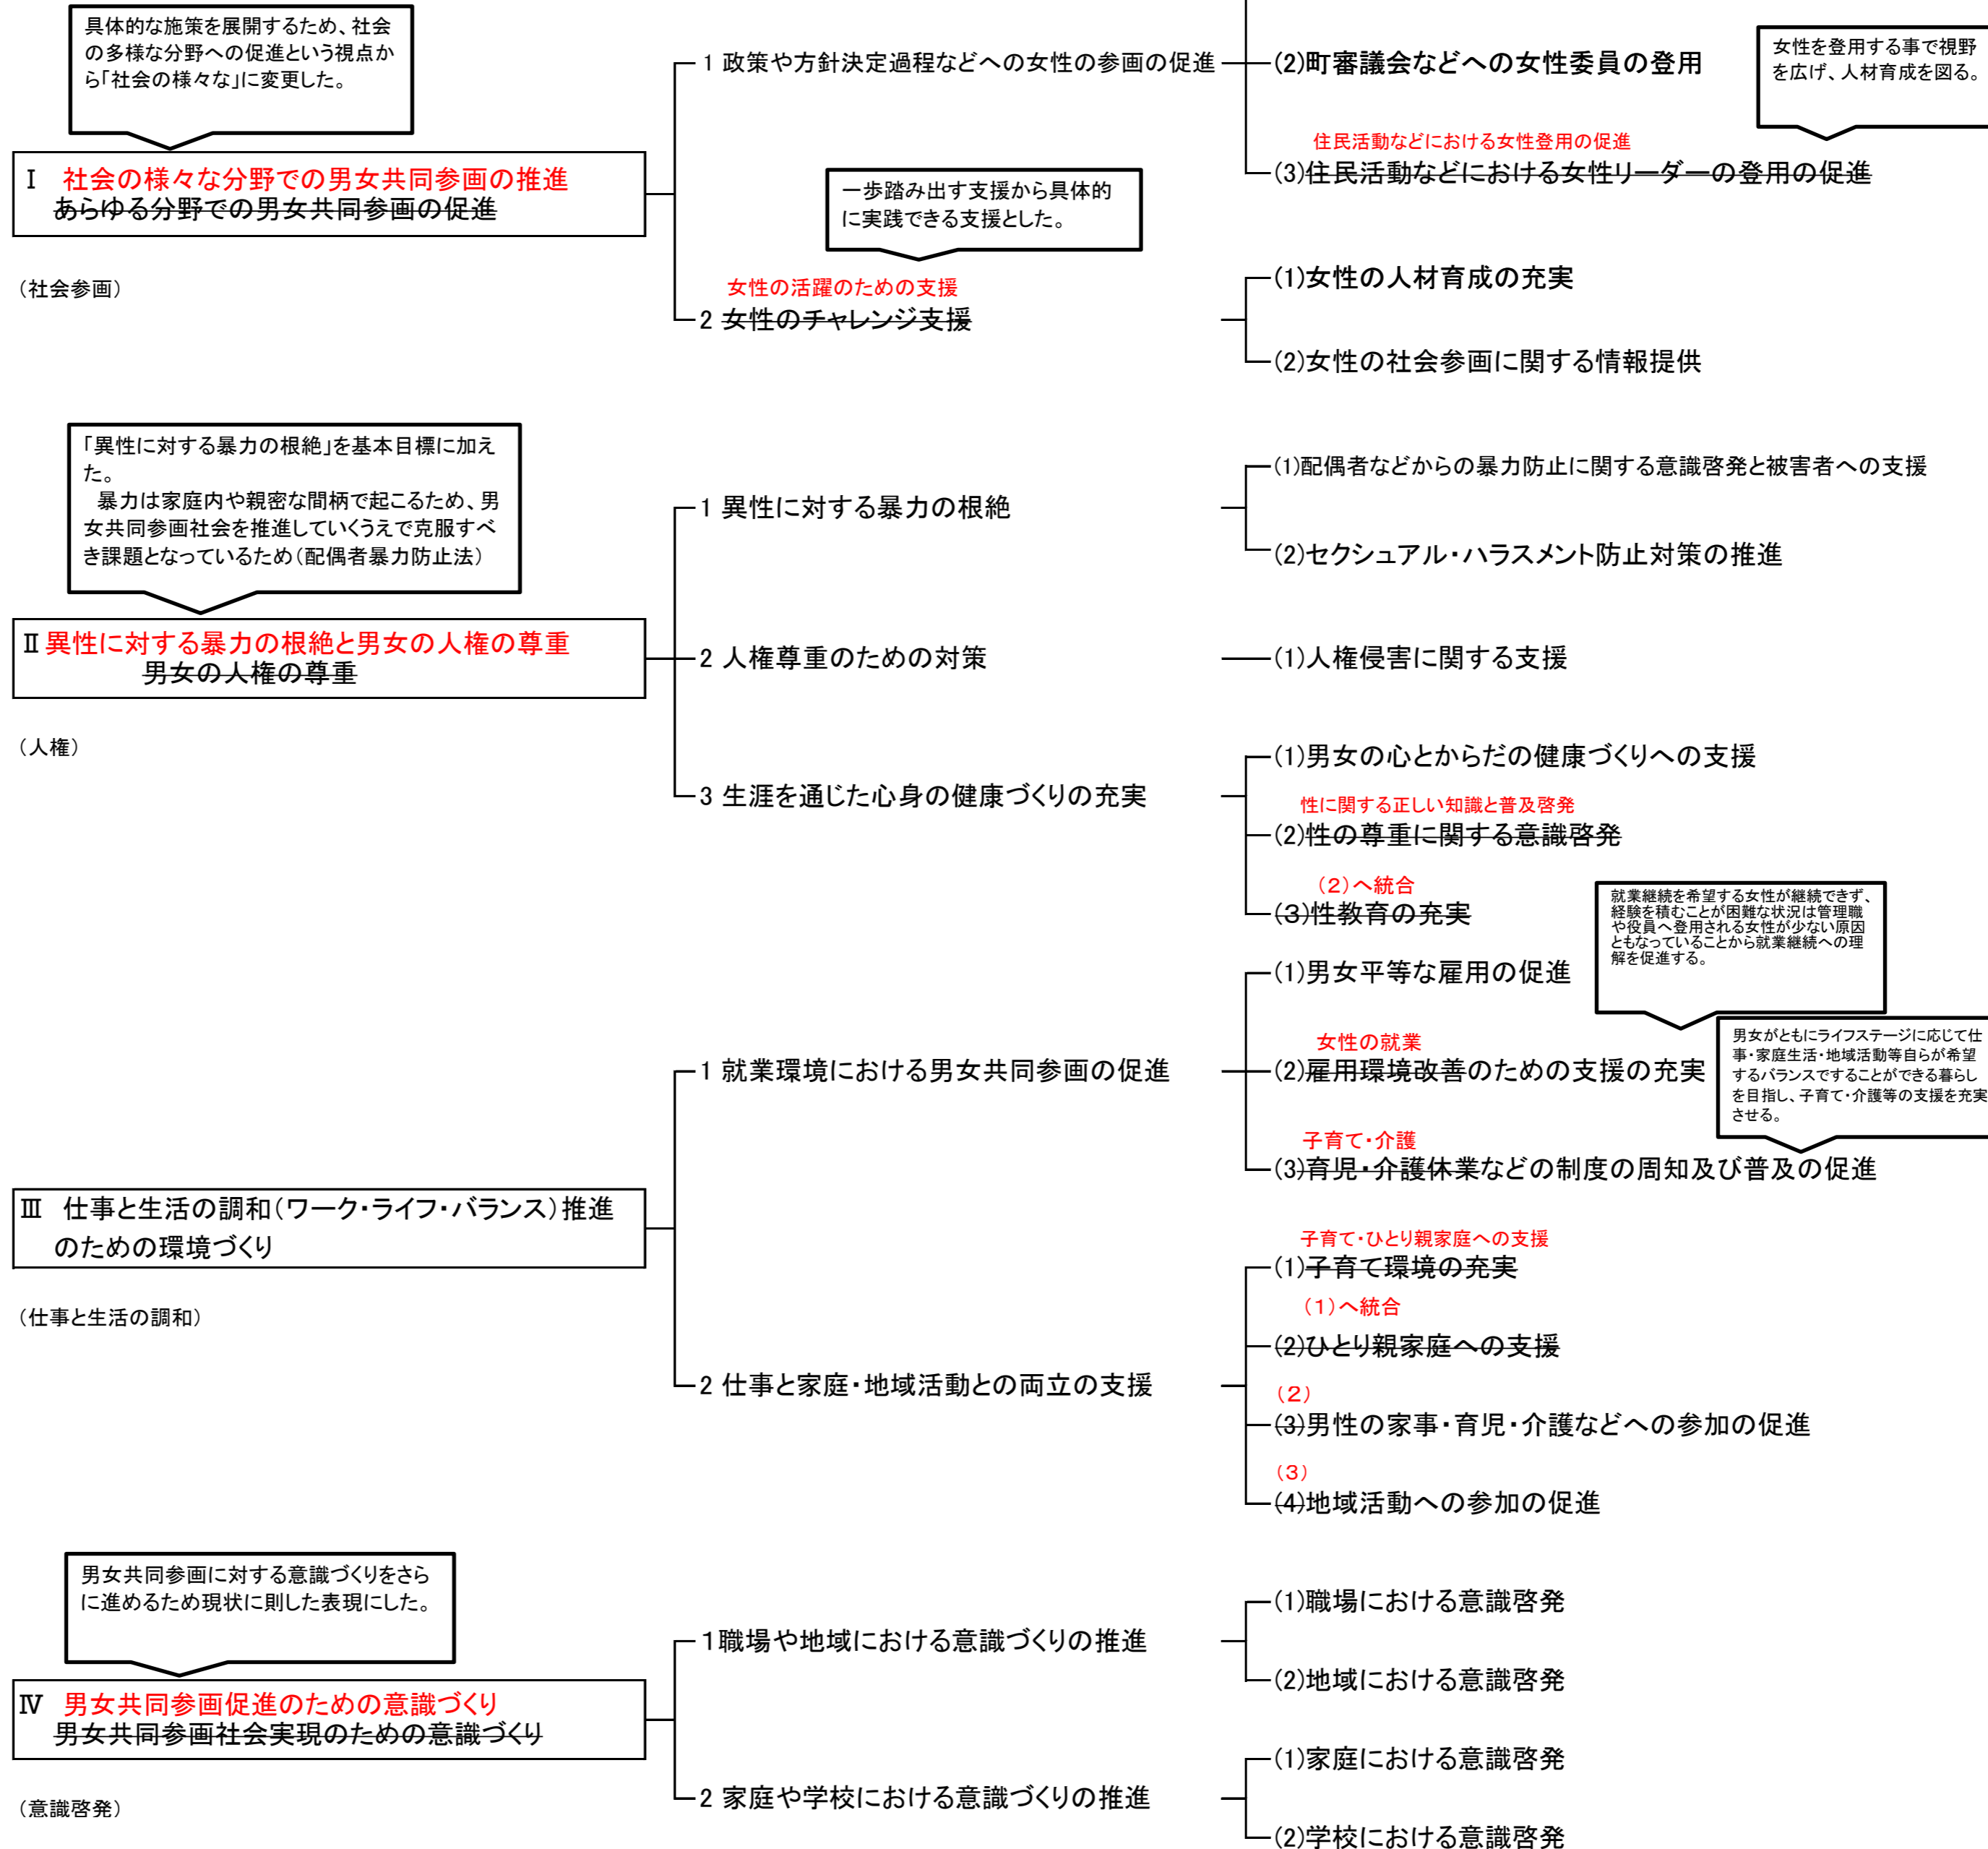 具体的な施策を展開するため、社会
の多様な分野への促進という視点か
ら「社会の様々な」に変更した。
1 政策や方針決定過程などへの女性の参画の促進
(2)町審議会などへの女性委員の登用
女性を登用する事で視野
を広げ、人材育成を図る。
住民活動などにおける女性登用の促進
(3)住民活動などにおける女性リーダーの登用の促進
Ⅰ 社会の様々な分野での男女共同参画の推進
あらゆる分野での男女共同参画の促進
(社会参画)
一歩踏み出す支援から具体的
に実践できる支援とした。
女性の活躍のための支援
2 女性のチャレンジ支援
(1)女性の人材育成の充実
(2)女性の社会参画に関する情報提供
「異性に対する暴力の根絶」を基本目標に加え
た。
暴力は家庭内や親密な間柄で起こるため、男
女共同参画社会を推進していくうえで克服すべ
き課題となっているため(配偶者暴力防止法)
1 異性に対する暴力の根絶
(1)配偶者などからの暴力防止に関する意識啓発と被害者への支援
(2)セクシュアル・ハラスメント防止対策の推進
Ⅱ 異性に対する暴力の根絶と男女の人権の尊重
男女の人権の尊重
(人権)
2 人権尊重のための対策
(1)人権侵害に関する支援
3 生涯を通じた心身の健康づくりの充実
(1)男女の心とからだの健康づくりへの支援
性に関する正しい知識と普及啓発
(2)性の尊重に関する意識啓発
(2)へ統合
(3)性教育の充実
就業継続を希望する女性が継続できず、
経験を積むことが困難な状況は管理職
や役員へ登用される女性が少ない原因
ともなっていることから就業継続への理
解を促進する。
1 就業環境における男女共同参画の促進
(1)男女平等な雇用の促進
女性の就業
(2)雇用環境改善のための支援の充実
男女がともにライフステージに応じて仕
事・家庭生活・地域活動等自らが希望
するバランスですることができる暮らし
を目指し、子育て・介護等の支援を充実
させる。
子育て・介護
(3)育児・介護休業などの制度の周知及び普及の促進
Ⅲ 仕事と生活の調和(ワーク・ライフ・バランス)推進
のための環境づくり
(仕事と生活の調和)
2 仕事と家庭・地域活動との両立の支援
子育て・ひとり親家庭への支援
(1)子育て環境の充実
(1)へ統合
(2)ひとり親家庭への支援
(2)
(3)男性の家事・育児・介護などへの参加の促進
(3)
(4)地域活動への参加の促進
男女共同参画に対する意識づくりをさら
に進めるため現状に則した表現にした。
1職場や地域における意識づくりの推進
(1)職場における意識啓発
(2)地域における意識啓発
Ⅳ 男女共同参画促進のための意識づくり
男女共同参画社会実現のための意識づくり
(意識啓発)
2 家庭や学校における意識づくりの推進
(1)家庭における意識啓発
(2)学校における意識啓発